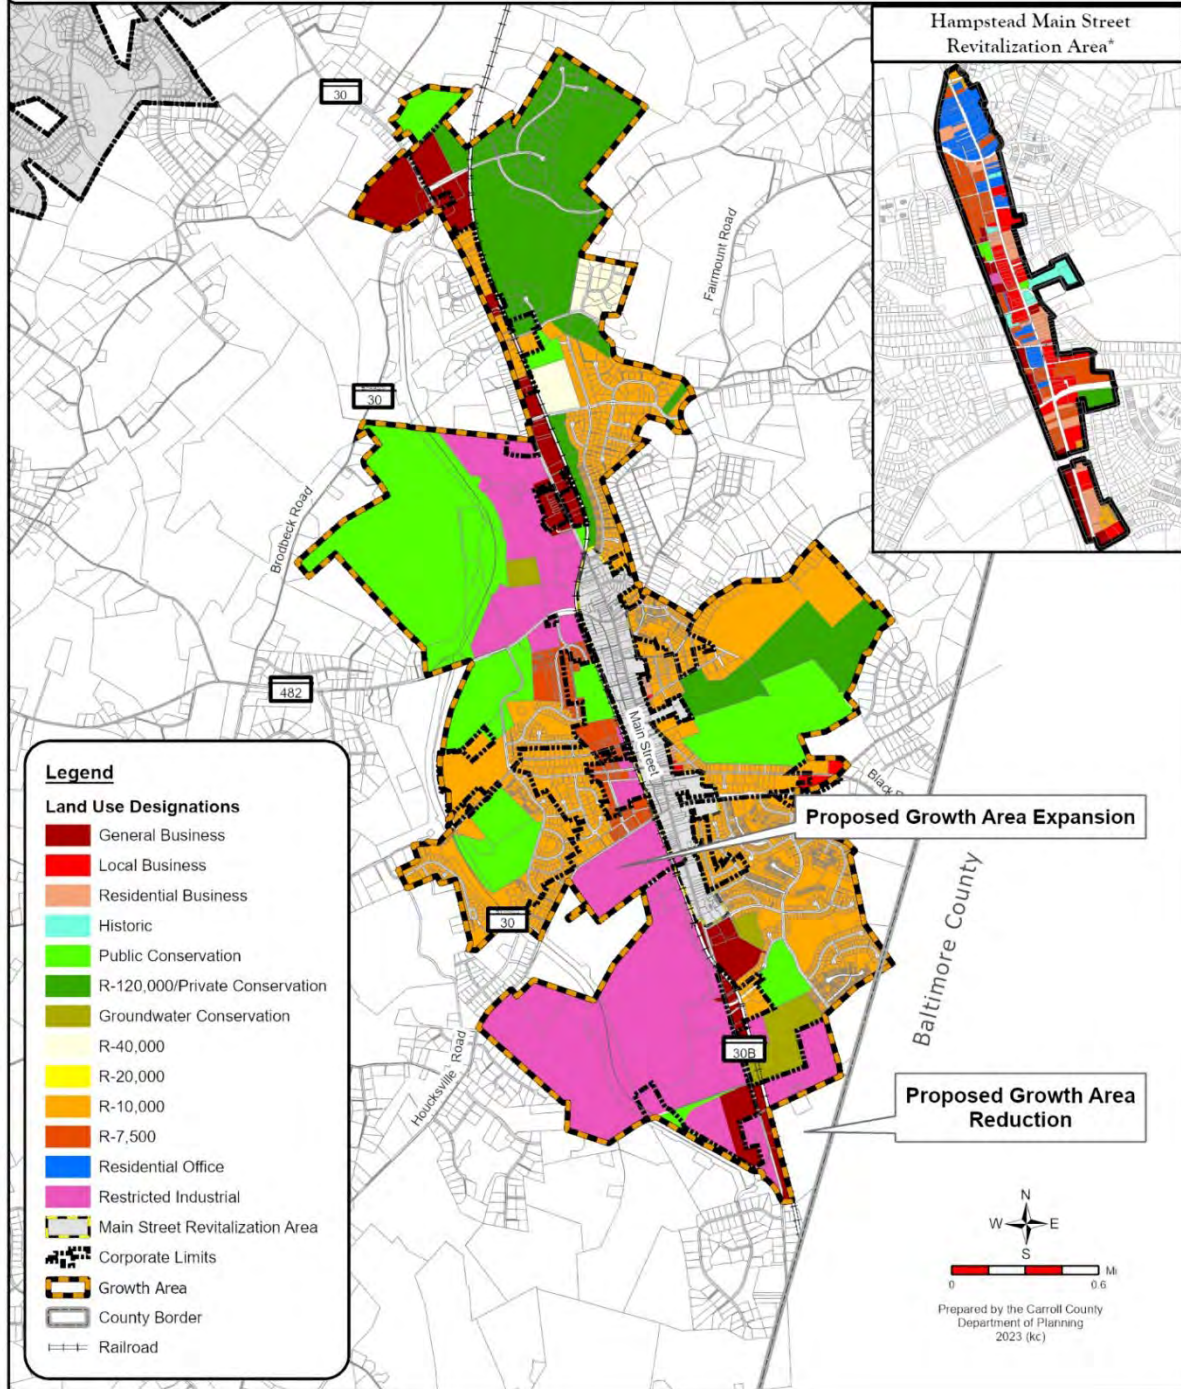 Hampstead Main Street
Revitalization Area*
30
Fairmount Road
30
Brodbeck Road
482
Main Street
Legend
Land Use Designations
General Business
Local Business
Residential Business
Historic
Public Conservation
R-120,000/Private Conservation
Groundwater Conservation
R-40,000
R-20,000
R-10,000
R-7,500
Residential Office
Restricted Industrial
Main Street Revitalization Area
Corporate Limits
Growth Area
County Border
Railroad
Black
Proposed Growth Area Expansion
Baltimore County
30
Houcksville Road
30B
Proposed Growth Area
Reduction
N
W E
S
0 0.6 Mi
Prepared by the Carroll County
Department of Planning
2023 (kc)